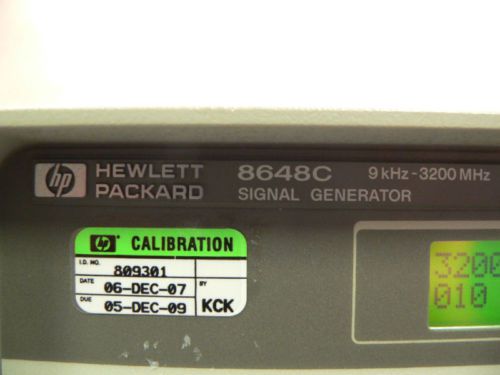 hp HEWLETT PACKARD 8648C 9 kHz - 3200 MHz
SIGNAL GENERATOR
hp CALIBRATION
I.D. NO. 809301
DATE 06-DEC-07
DUE 05-DEC-09
BY KCK
3200
010